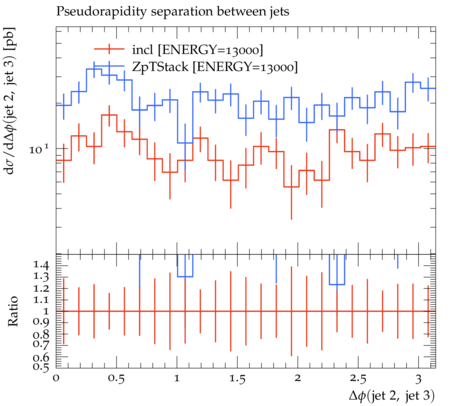 Pseudorapidity separation between jets
dσ/dΔϕ(jet 2, jet 3) [pb]
incl [ENERGY=13000]
ZpTStack [ENERGY=13000]
10¹
Ratio
1.4
1.3
1.2
1.1
1
0.9
0.8
0.7
0.6
0.5
0 0.5 1 1.5 2 2.5 3
Δϕ(jet 2, jet 3)